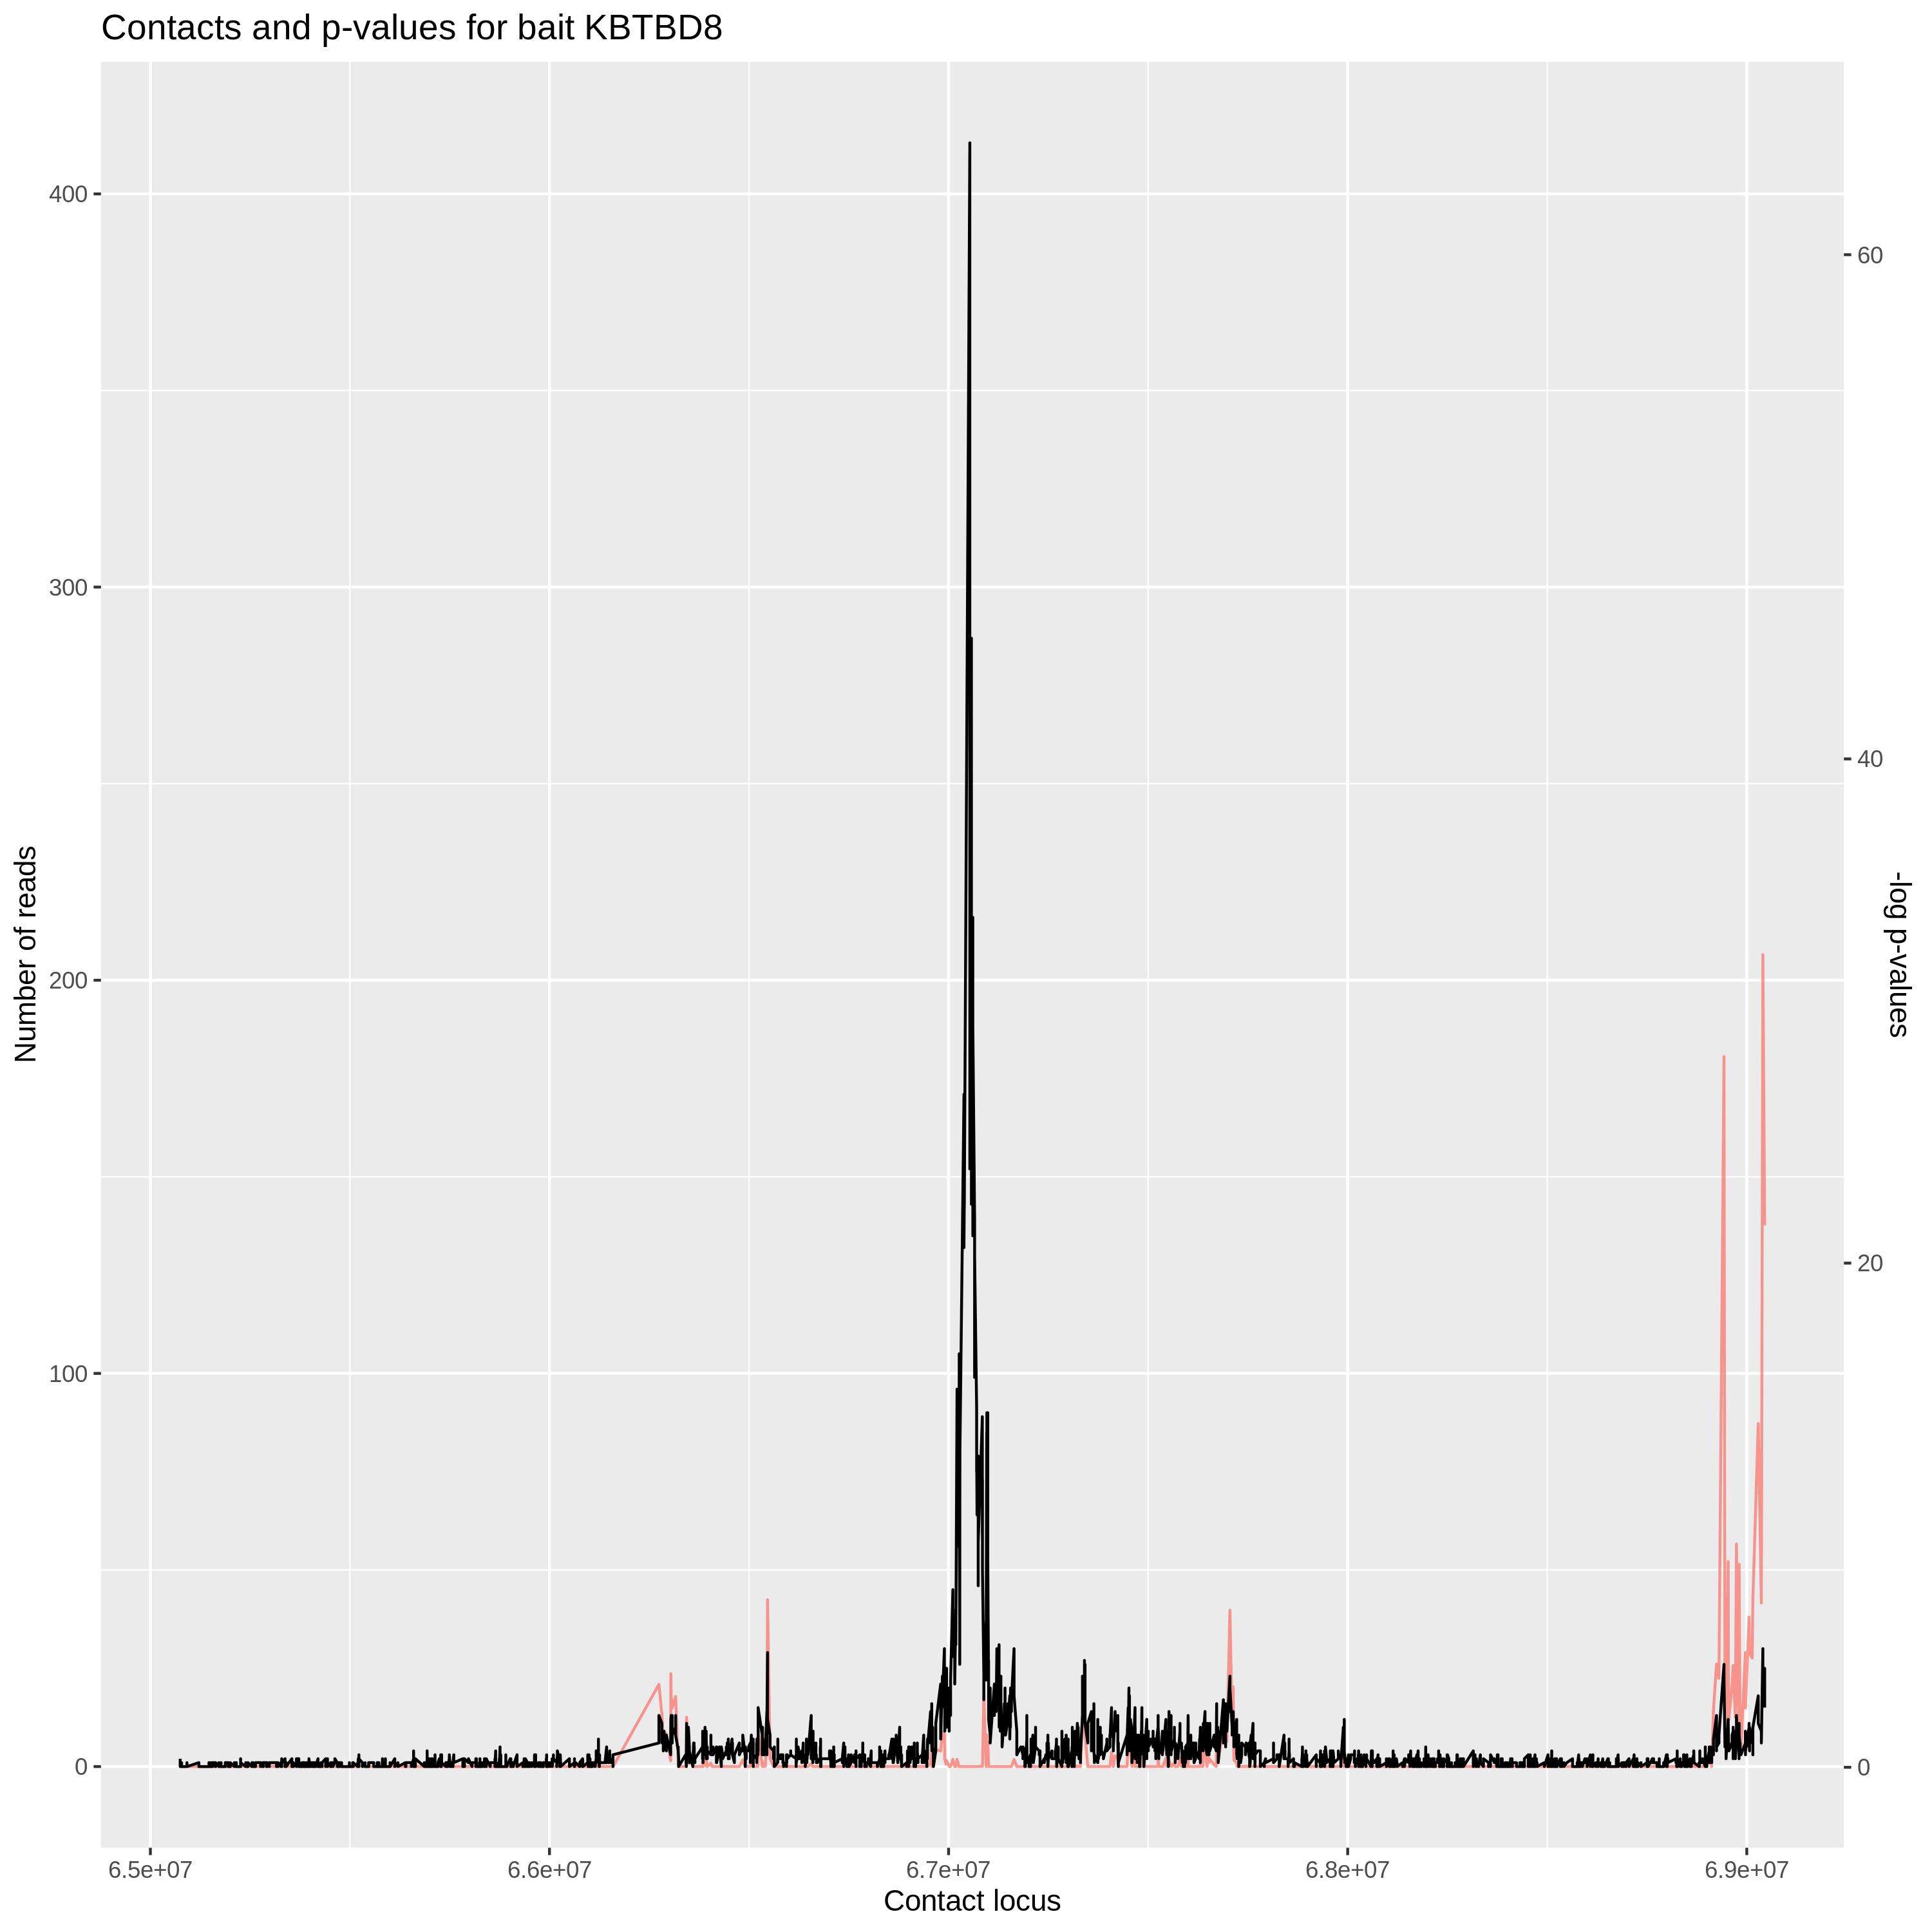 Contacts and p-values for bait KBTBD8
400
300
200
100
0
Number of reads
60
40
20
0
-log p-values
6.5e+07 6.6e+07 6.7e+07 6.8e+07 6.9e+07
Contact locus